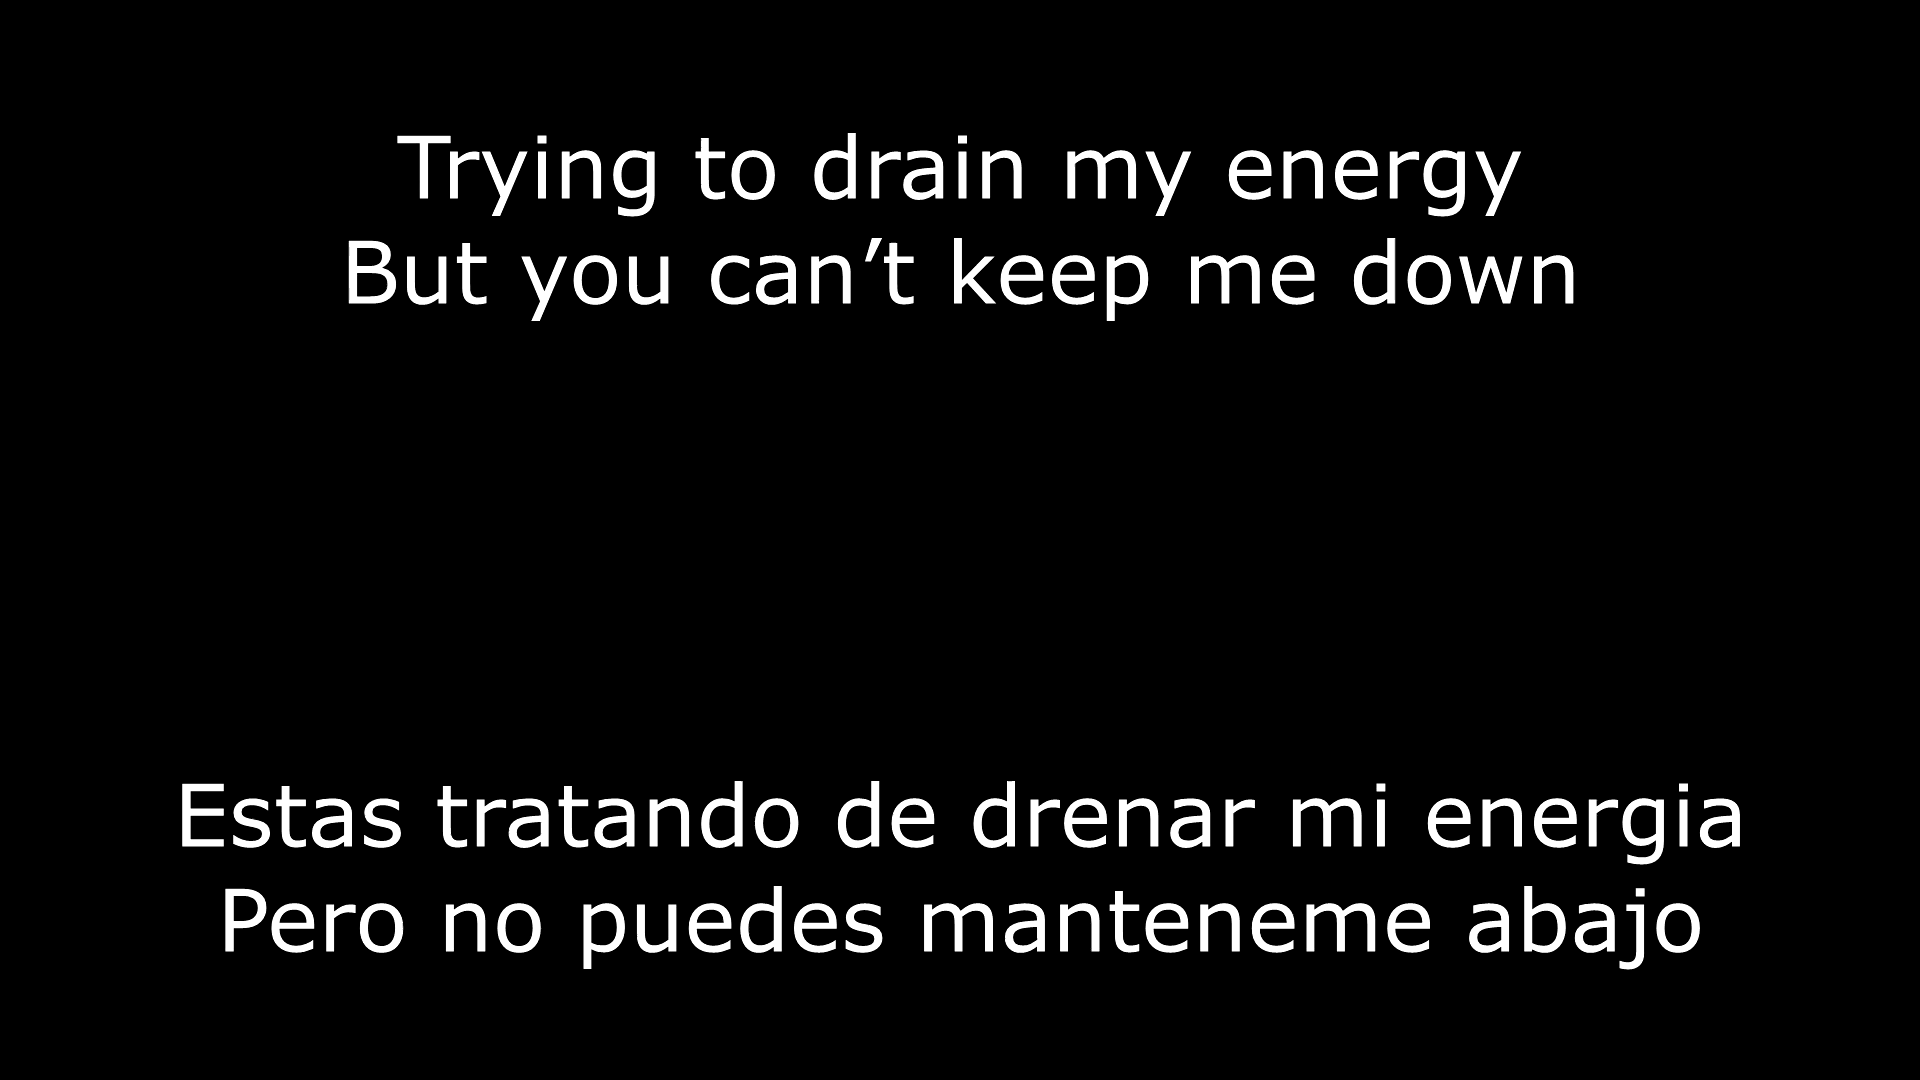 Trying to drain my energy
But you can’t keep me down
Estas tratando de drenar mi energia
Pero no puedes manteneme abajo